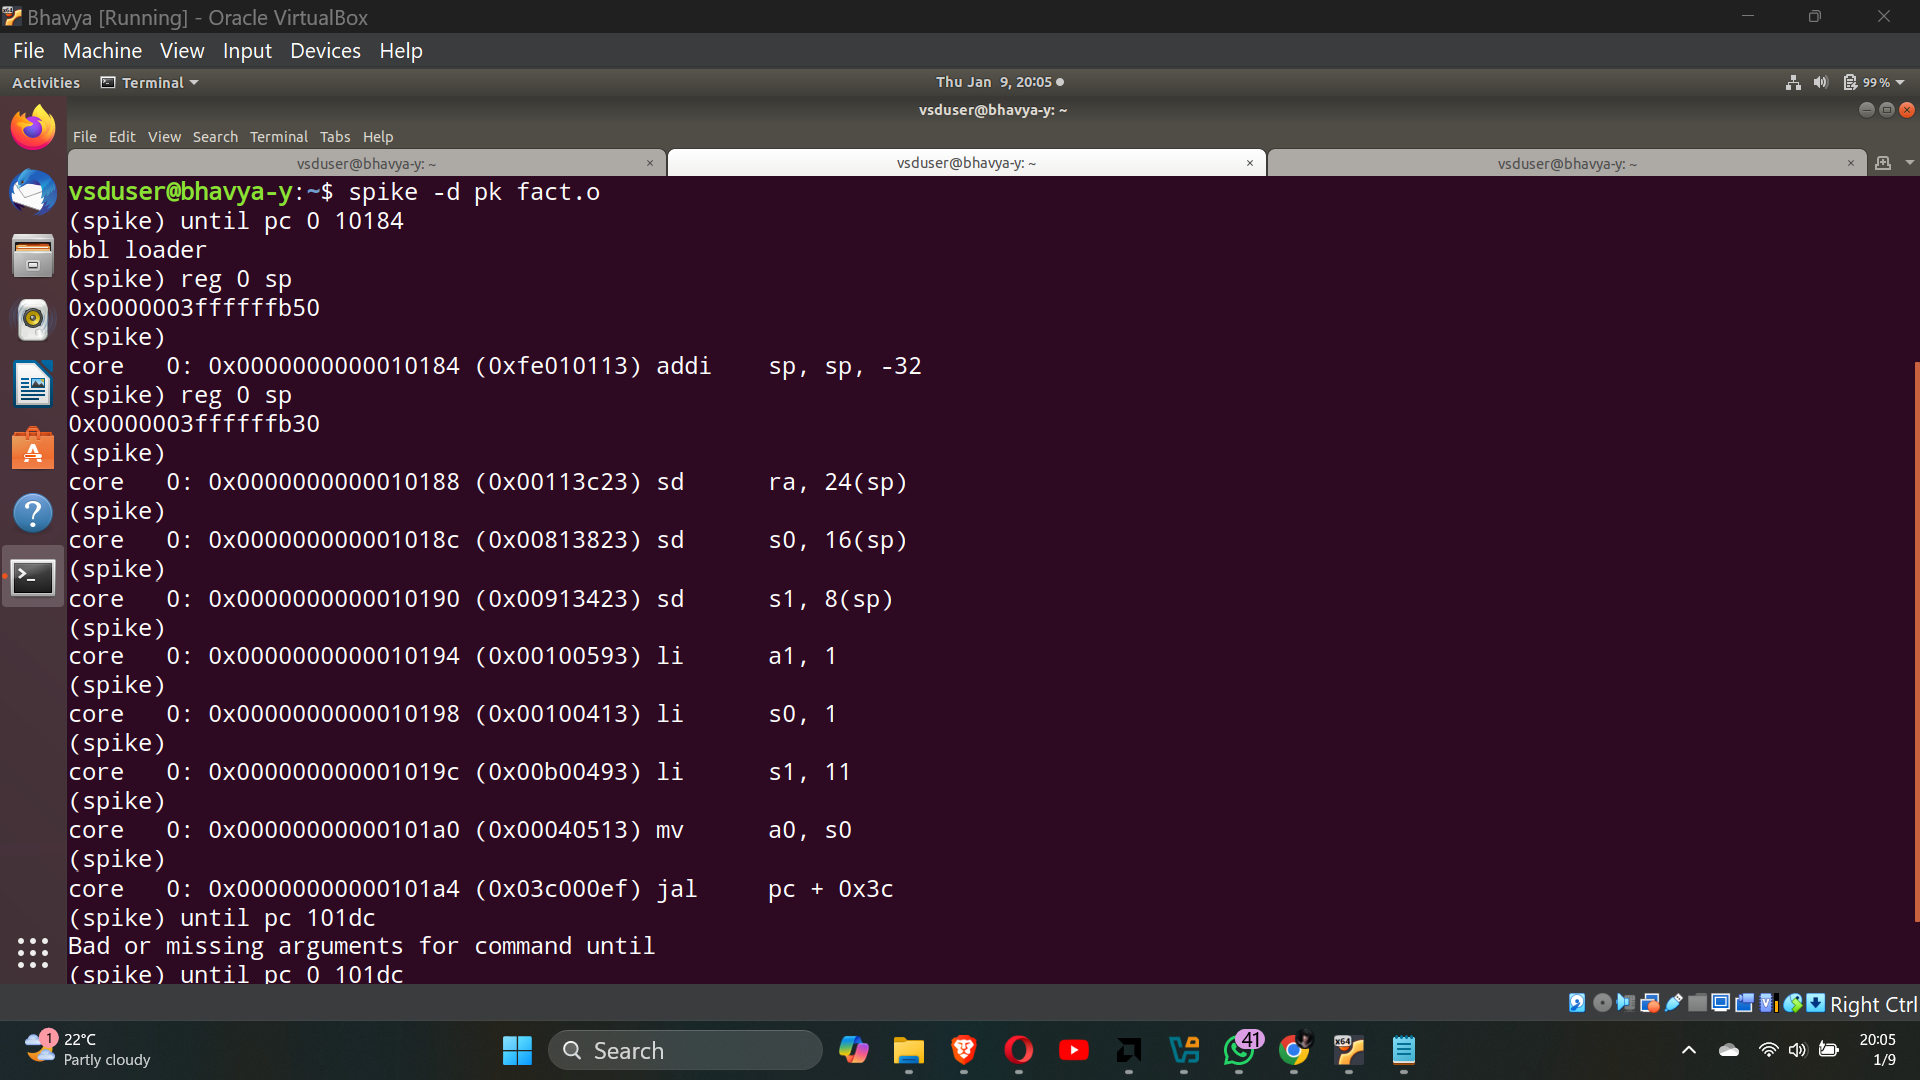 Bhavya [Running] - Oracle VirtualBox
File Machine View Input Devices Help
Activities Terminal Thu Jan 9, 20:05 99 %
vsduser@bhavya-y: ~
File Edit View Search Terminal Tabs Help
vsduser@bhavya-y: ~ × vsduser@bhavya-y: ~ × vsduser@bhavya-y: ~ ×
vsduser@bhavya-y:~$ spike -d pk fact.o
(spike) until pc 0 10184
bbl loader
(spike) reg 0 sp
0x0000003ffffffb50
(spike)
core   0: 0x0000000000010184 (0xfe010113) addi    sp, sp, -32
(spike) reg 0 sp
0x0000003ffffffb30
(spike)
core   0: 0x0000000000010188 (0x00113c23) sd      ra, 24(sp)
(spike)
core   0: 0x000000000001018c (0x00813823) sd      s0, 16(sp)
(spike)
core   0: 0x0000000000010190 (0x00913423) sd      s1, 8(sp)
(spike)
core   0: 0x0000000000010194 (0x00100593) li      a1, 1
(spike)
core   0: 0x0000000000010198 (0x00100413) li      s0, 1
(spike)
core   0: 0x000000000001019c (0x00b00493) li      s1, 11
(spike)
core   0: 0x00000000000101a0 (0x00040513) mv      a0, s0
(spike)
core   0: 0x00000000000101a4 (0x03c000ef) jal     pc + 0x3c
(spike) until pc 101dc
Bad or missing arguments for command until
(spike) until pc 0 101dc
Right Ctrl
1 22°C
Partly cloudy
Search
41
x64
20:05
1/9